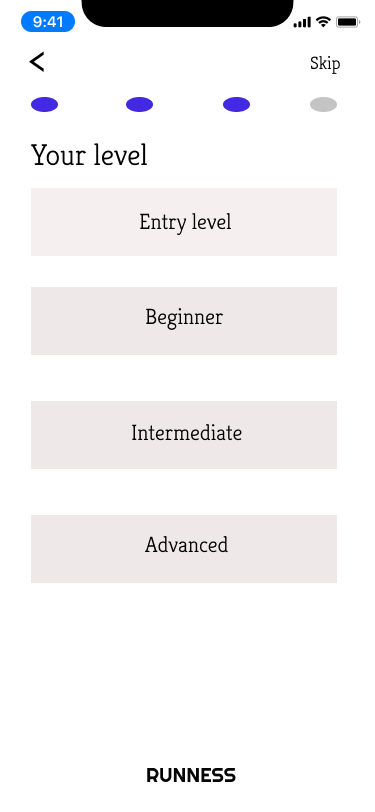 9:41
Skip
Your level
Entry level
Beginner
Intermediate
Advanced
RUNNESS